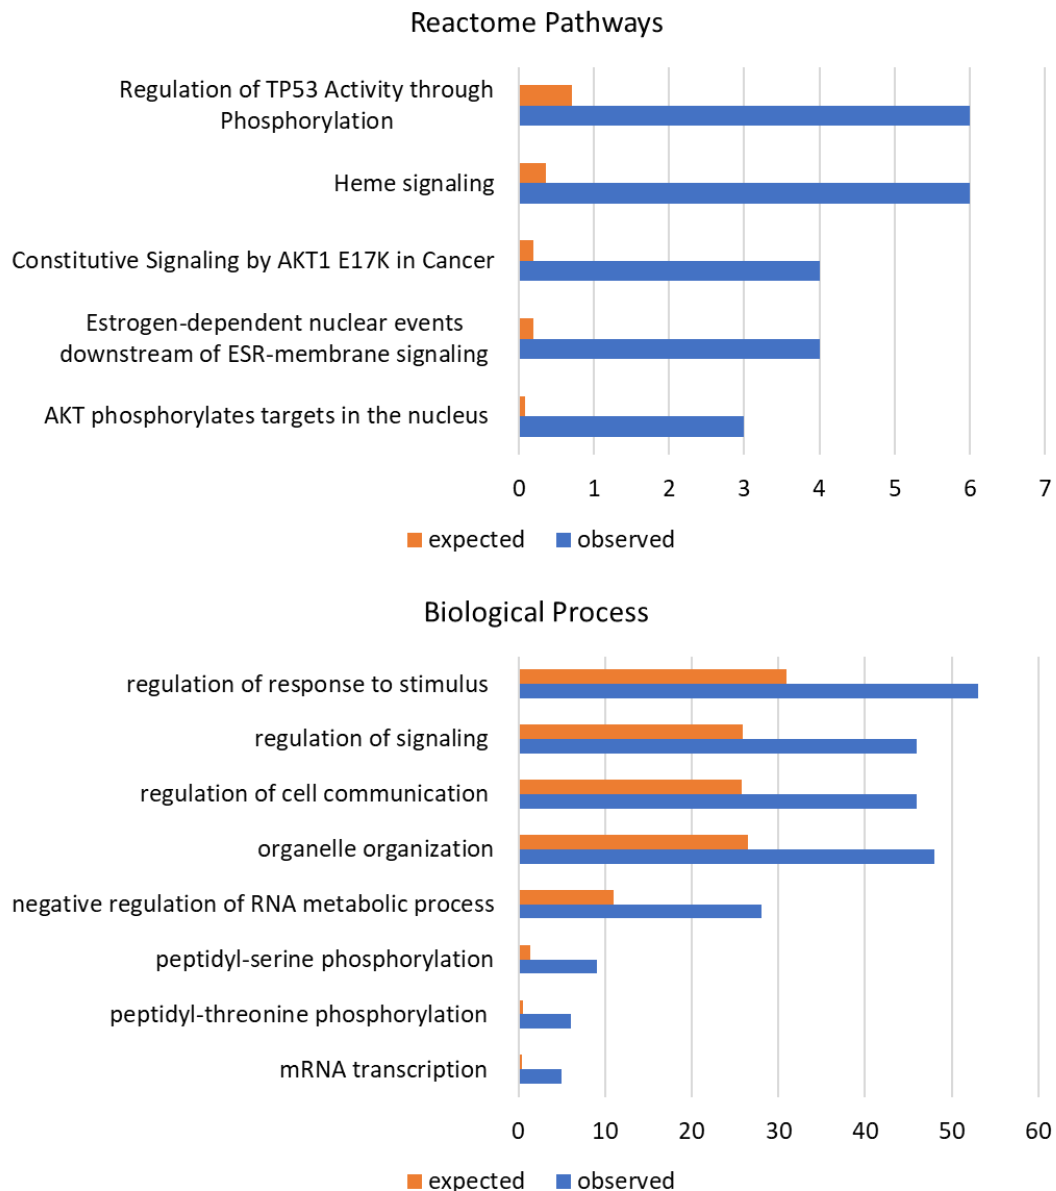 Reactome Pathways
Regulation of TP53 Activity through
Phosphorylation
Heme signaling
Constitutive Signaling by AKT1 E17K in Cancer
Estrogen-dependent nuclear events
downstream of ESR-membrane signaling
AKT phosphorylates targets in the nucleus
0 1 2 3 4 5 6 7
expected observed
Biological Process
regulation of response to stimulus
regulation of signaling
regulation of cell communication
organelle organization
negative regulation of RNA metabolic process
peptidyl-serine phosphorylation
peptidyl-threonine phosphorylation
mRNA transcription
0 10 20 30 40 50 60
expected observed